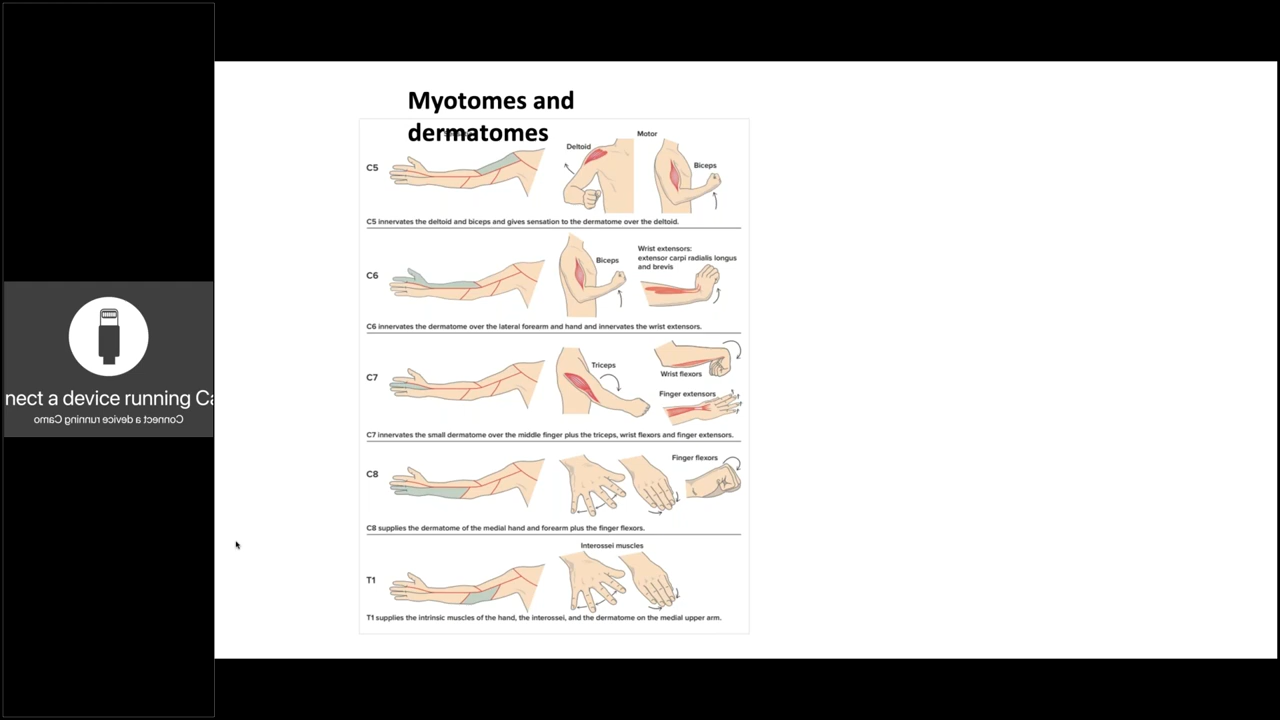 Myotomes and
dermatomes
Motor
C5
Deltoid
Biceps
C5 innervates the deltoid and biceps and gives sensation to the dermatome over the deltoid.
C6
Biceps
Wrist extensors:
extensor carpi radialis longus
and brevis
C6 innervates the dermatome over the lateral forearm and hand and innervates the wrist extensors.
C7
Triceps
Wrist flexors
Finger extensors
C7 innervates the small dermatome over the middle finger plus the triceps, wrist flexors and finger extensors.
C8
Finger flexors
C8 supplies the dermatome of the medial hand and forearm plus the finger flexors.
Interossei muscles
T1
T1 supplies the intrinsic muscles of the hand, the interossei, and the dermatome on the medial upper arm.
nect a device running Ca
Connect a device running Camo